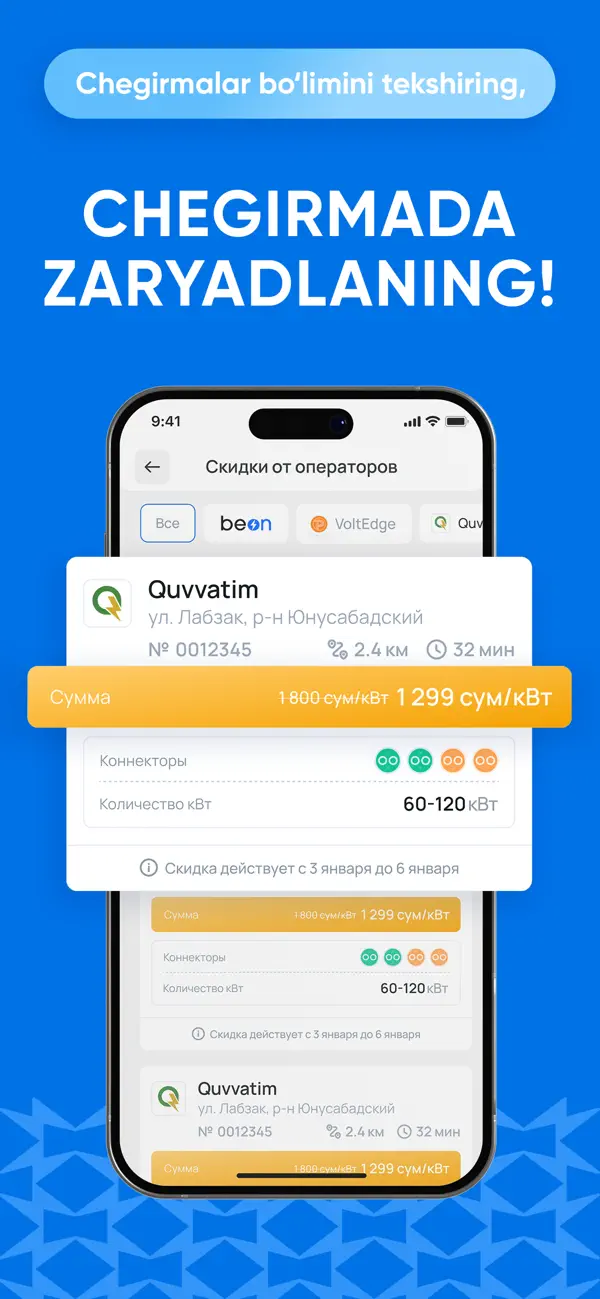 Chegirmalar bo‘limini tekshiring,
CHEGIRMADA
ZARYADLANING!
9:41
Скидки от операторов
Все
beon
VoltEdge
Quv
Quvvatim
ул. Лабзак, р-н Юнусабадский
№ 0012345 2.4 км 32 мин
Сумма 1 800 сум/кВт 1 299 сум/кВт
Коннекторы
Количество кВт 60-120 кВт
Скидка действует с 3 января до 6 января
Сумма 1 800 сум/кВт 1 299 сум/кВт
Коннекторы
Количество кВт 60-120 кВт
Скидка действует с 3 января до 6 января
Quvvatim
ул. Лабзак, р-н Юнусабадский
№ 0012345 2.4 км 32 мин
Сумма 1 800 сум/кВт 1 299 сум/кВт